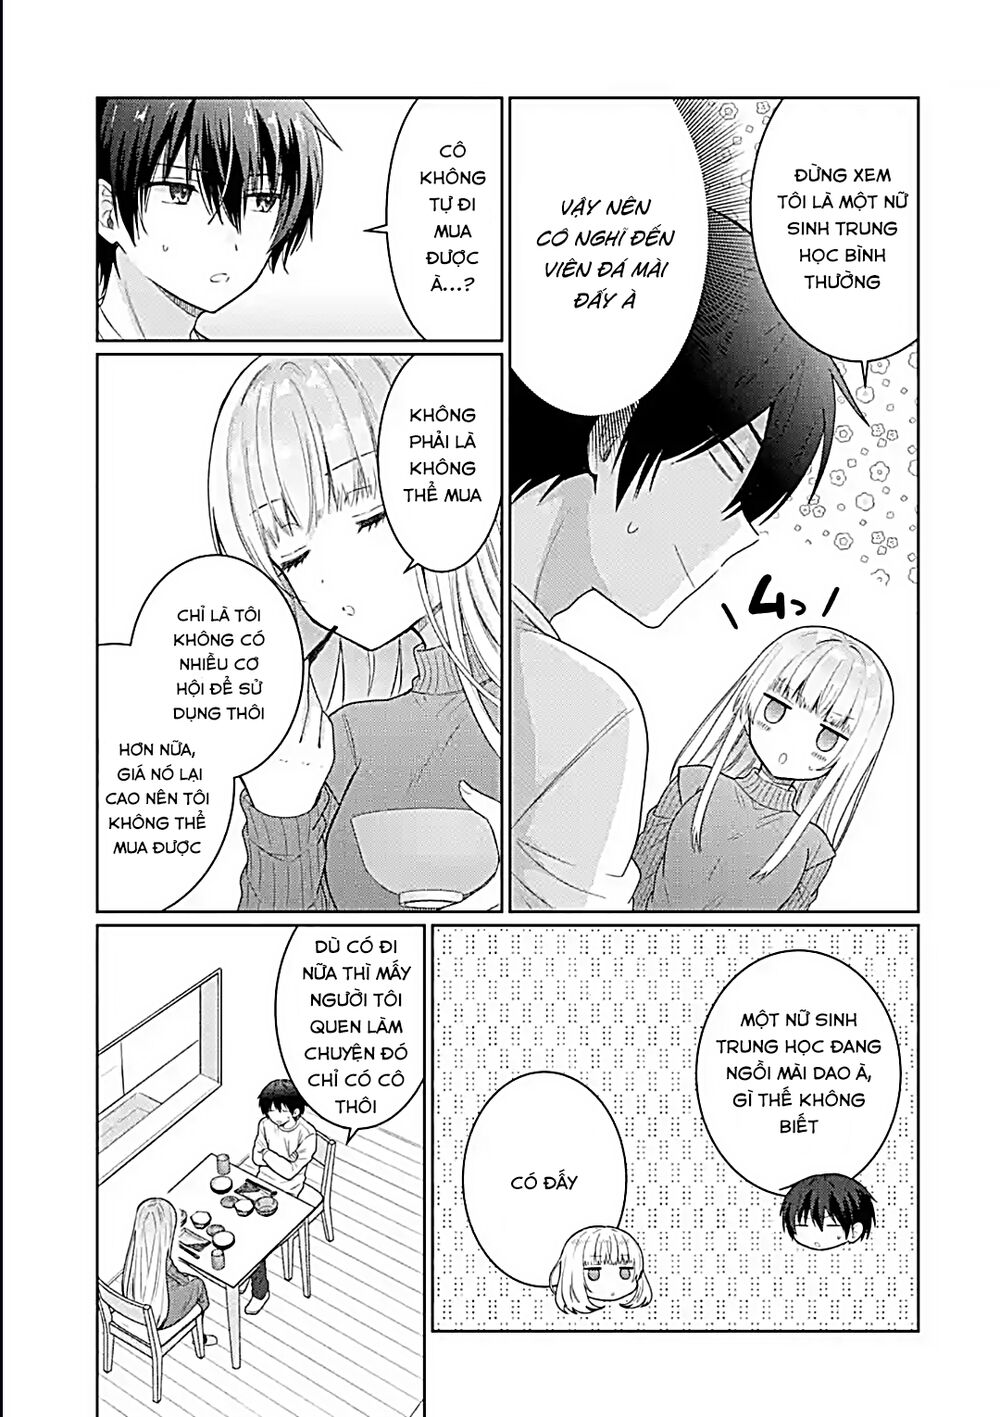 ĐỪNG XEM
TÔI LÀ MỘT NỮ
SINH TRUNG
HỌC BÌNH
THƯỜNG
VẬY NÊN
CÔ NGHĨ ĐẾN
VIÊN ĐÁ MÀI
ĐẤY À
ムっ
CÔ
KHÔNG
TỰ ĐI
MUA
ĐƯỢC
À...?
KHÔNG
PHẢI LÀ
KHÔNG
THỂ MUA
CHỈ LÀ TÔI
KHÔNG CÓ
NHIỀU CƠ
HỘI ĐỂ SỬ
DỤNG THÔI
HƠN NỮA,
GIÁ NÓ LẠI
CAO NÊN TÔI
KHÔNG THỂ
MUA ĐƯỢC
MỘT NỮ SINH
TRUNG HỌC ĐANG
NGỒI MÀI DAO À,
GÌ THẾ KHÔNG
BIẾT
CÓ ĐẤY
DÙ CÓ ĐI
NỮA THÌ MẤY
NGƯỜI TÔI
QUEN LÀM
CHUYỆN ĐÓ
CHỈ CÓ CÔ
THÔI